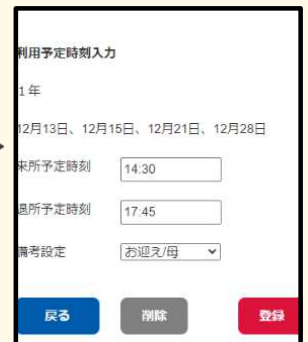 利用予定時刻入力
1年
12月13日、12月15日、12月21日、12月28日
来所予定時刻 14:30
退所予定時刻 17:45
備考設定 お迎え/母
戻る 削除 登録